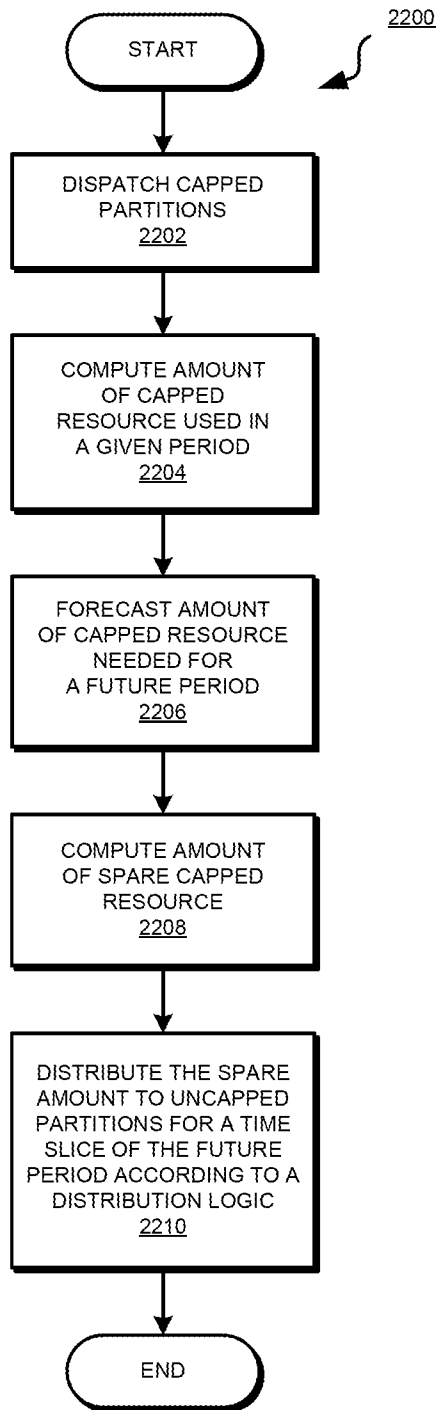 2200
START
DISPATCH CAPPED
PARTITIONS
2202
COMPUTE AMOUNT
OF CAPPED
RESOURCE USED IN
A GIVEN PERIOD
2204
FORECAST AMOUNT
OF CAPPED RESOURCE
NEEDED FOR
A FUTURE PERIOD
2206
COMPUTE AMOUNT
OF SPARE CAPPED
RESOURCE
2208
DISTRIBUTE THE SPARE
AMOUNT TO UNCAPPED
PARTITIONS FOR A TIME
SLICE OF THE FUTURE
PERIOD ACCORDING TO A
DISTRIBUTION LOGIC
2210
END